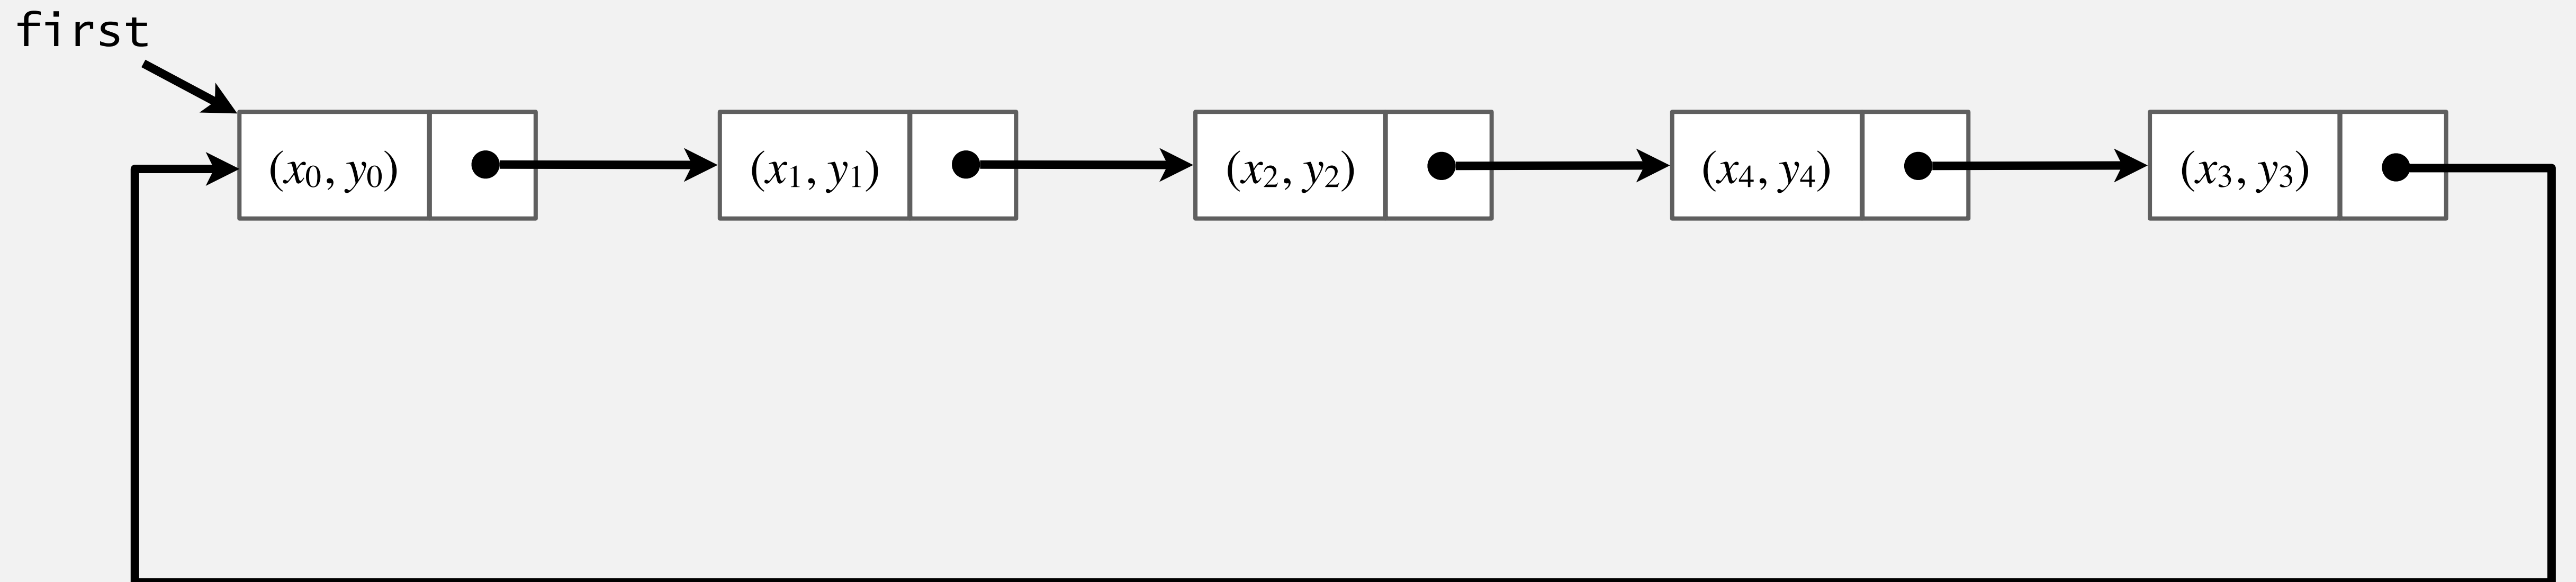 first
(x₀, y₀) (x₁, y₁) (x₂, y₂) (x₄, y₄) (x₃, y₃)